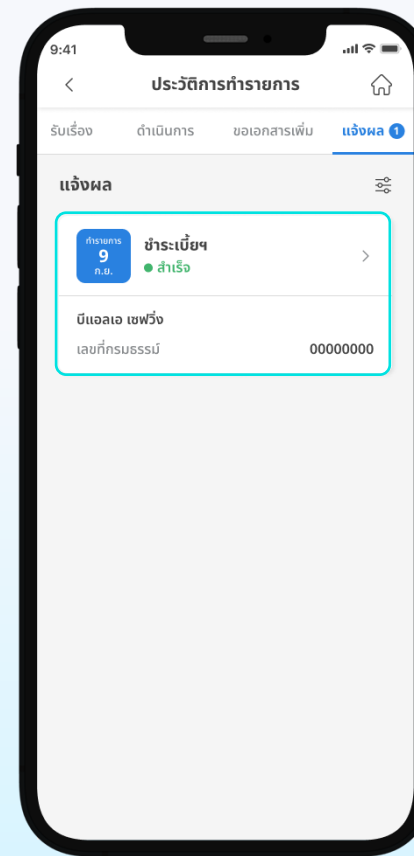 9:41
ประวัติการทำรายการ
รับเรื่อง ดำเนินการ ขอเอกสารเพิ่ม แจ้งผล 1
แจ้งผล
ทำรายการ
9
ก.ย.
ชำระเบี้ยฯ
สำเร็จ
บีแอลเอ เซฟวิ่ง
เลขที่กรมธรรม์ 00000000